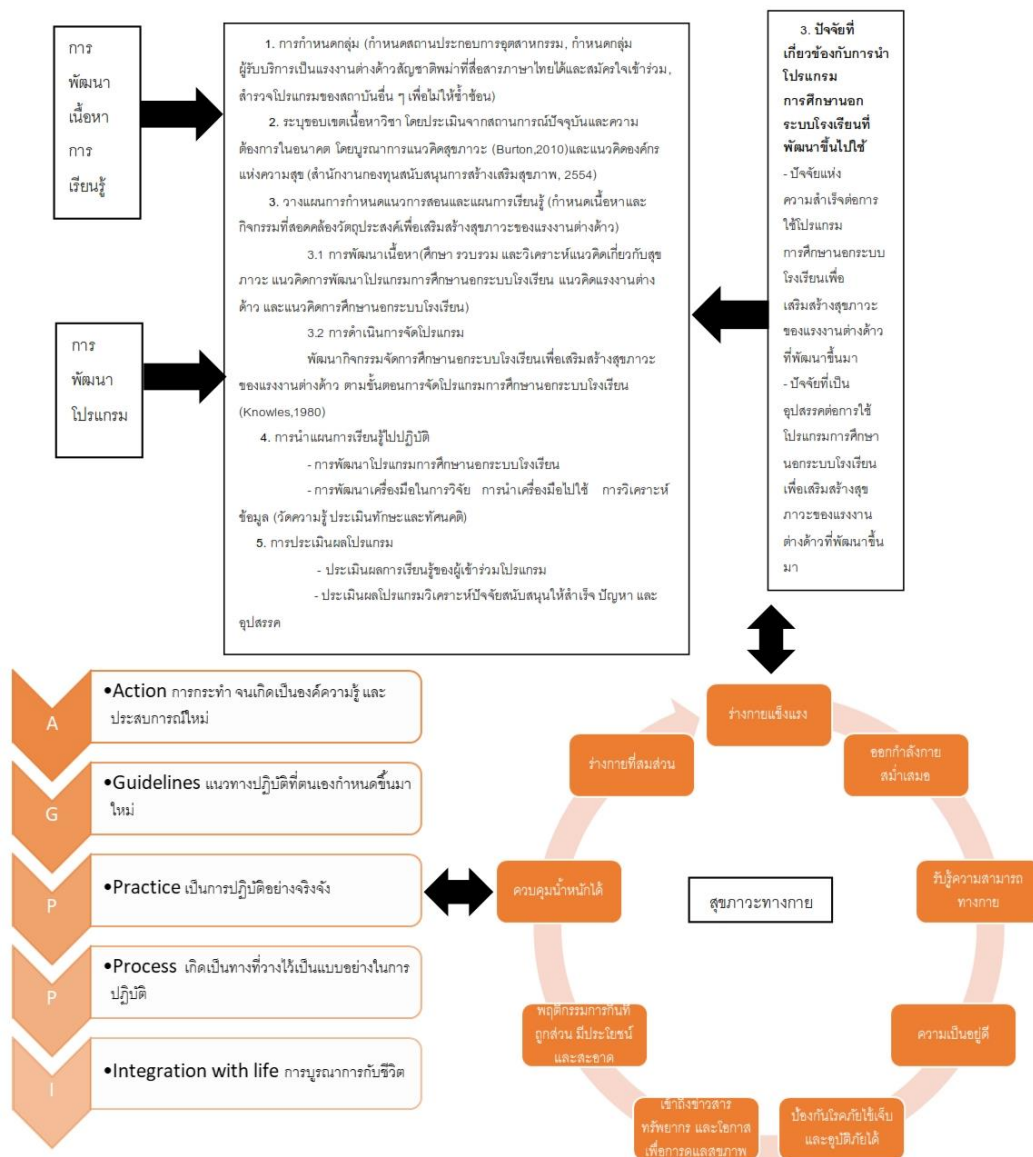 การ
พัฒนา
เนื้อหา
การ
เรียนรู้
การ
พัฒนา
โปรแกรม
1. การกำหนดกลุ่ม (กำหนดสถานประกอบการอุตสาหกรรม, กำหนดกลุ่ม
ผู้รับบริการเป็นแรงงานต่างด้าวสัญชาติพม่าที่สื่อสารภาษาไทยได้และสมัครใจเข้าร่วม,
สำรวจโปรแกรมของสถาบันอื่น ๆ เพื่อไม่ให้ซ้ำซ้อน)
2. ระบุขอบเขตเนื้อหาวิชา โดยประเมินจากสถานการณ์ปัจจุบันและความ
ต้องการในอนาคต โดยบูรณาการแนวคิดสุขภาวะ (Burton,2010)และแนวคิดองค์กร
แห่งความสุข (สำนักงานกองทุนสนับสนุนการสร้างเสริมสุขภาพ, 2554)
3. วางแผนการกำหนดแนวการสอนและแผนการเรียนรู้ (กำหนดเนื้อหาและ
กิจกรรมที่สอดคล้องวัตถุประสงค์เพื่อเสริมสร้างสุขภาวะของแรงงานต่างด้าว)
3.1 การพัฒนาเนื้อหา(ศึกษา รวบรวม และวิเคราะห์แนวคิดเกี่ยวกับสุข
ภาวะ แนวคิดการพัฒนาโปรแกรมการศึกษานอกระบบโรงเรียน แนวคิดแรงงานต่าง
ด้าว และแนวคิดการศึกษานอกระบบโรงเรียน)
3.2 การดำเนินการจัดโปรแกรม
พัฒนากิจกรรมจัดการศึกษานอกระบบโรงเรียนเพื่อเสริมสร้างสุขภาวะ
ของแรงงานต่างด้าว ตามขั้นตอนการจัดโปรแกรมการศึกษานอกระบบโรงเรียน
(Knowles,1980)
4. การนำแผนการเรียนรู้ไปปฏิบัติ
- การพัฒนาโปรแกรมการศึกษานอกระบบโรงเรียน
- การพัฒนาเครื่องมือในการวิจัย การนำเครื่องมือไปใช้ การวิเคราะห์
ข้อมูล (วัดความรู้ ประเมินทักษะและทัศนคติ)
5. การประเมินผลโปรแกรม
- ประเมินผลการเรียนรู้ของผู้เข้าร่วมโปรแกรม
- ประเมินผลโปรแกรมวิเคราะห์ปัจจัยสนับสนุนให้สำเร็จ ปัญหา และ
อุปสรรค
3. ปัจจัยที่
เกี่ยวข้องกับการนำ
โปรแกรม
การศึกษานอก
ระบบโรงเรียนที่
พัฒนาขึ้นไปใช้
- ปัจจัยแห่ง
ความสำเร็จต่อการ
ใช้โปรแกรม
การศึกษานอกระบบ
โรงเรียนเพื่อ
เสริมสร้างสุขภาวะ
ของแรงงานต่างด้าว
ที่พัฒนาขึ้นมา
- ปัจจัยที่เป็น
อุปสรรคต่อการใช้
โปรแกรมการศึกษา
นอกระบบโรงเรียน
เพื่อเสริมสร้างสุข
ภาวะของแรงงาน
ต่างด้าวที่พัฒนาขึ้น
มา
A
•Action การกระทำ จนเกิดเป็นองค์ความรู้ และ
ประสบการณ์ใหม่
G
•Guidelines แนวทางปฏิบัติที่ตนเองกำหนดขึ้นมา
ใหม่
P
•Practice เป็นการปฏิบัติอย่างจริงจัง
P
•Process เกิดเป็นทางที่วางไว้เป็นแบบอย่างในการ
ปฏิบัติ
I
•Integration with life การบูรณาการกับชีวิต
สุขภาวะทางกาย
ร่างกายแข็งแรง
ออกกำลังกาย
สม่ำเสมอ
รับรู้ความสามารถ
ทางกาย
ความเป็นอยู่ดี
ป้องกันโรคภัยไข้เจ็บ
และอุบัติภัยได้
เข้าถึงข่าวสาร
ทรัพยากร และโอกาส
เพื่อการดูแลสุขภาพ
พฤติกรรมการกินที่
ถูกส่วน มีประโยชน์
และสะอาด
ควบคุมน้ำหนักได้
ร่างกายที่สมส่วน